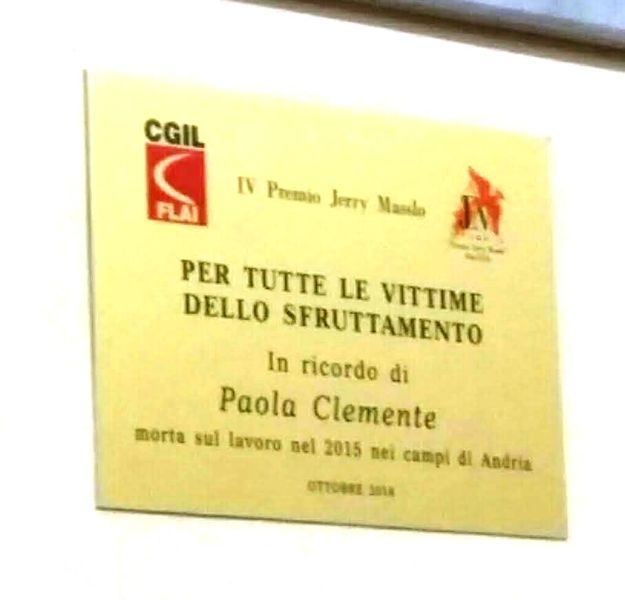 CGIL
FLAI
IV Premio Jerry Masslo
PER TUTTE LE VITTIME
DELLO SFRUTTAMENTO
In ricordo di
Paola Clemente
morta sul lavoro nel 2015 nei campi di Andria
OTTOBRE